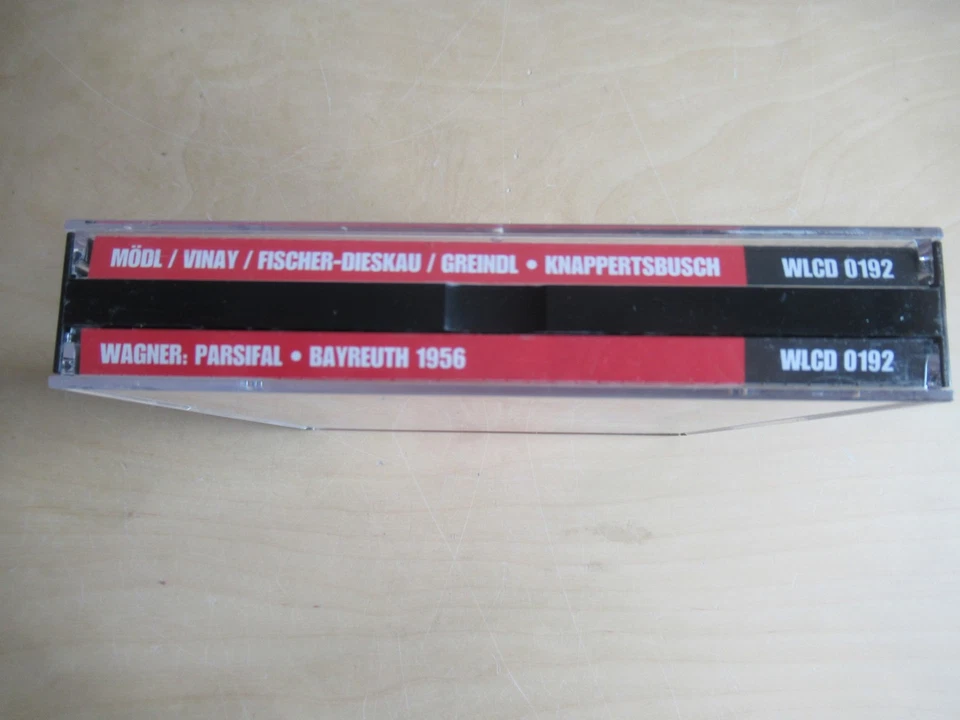 MÖDL / VINAY / FISCHER-DIESKAU / GREINDL • KNAPPERTSBUSCH WLCD 0192
WAGNER: PARSIFAL • BAYREUTH 1956 WLCD 0192